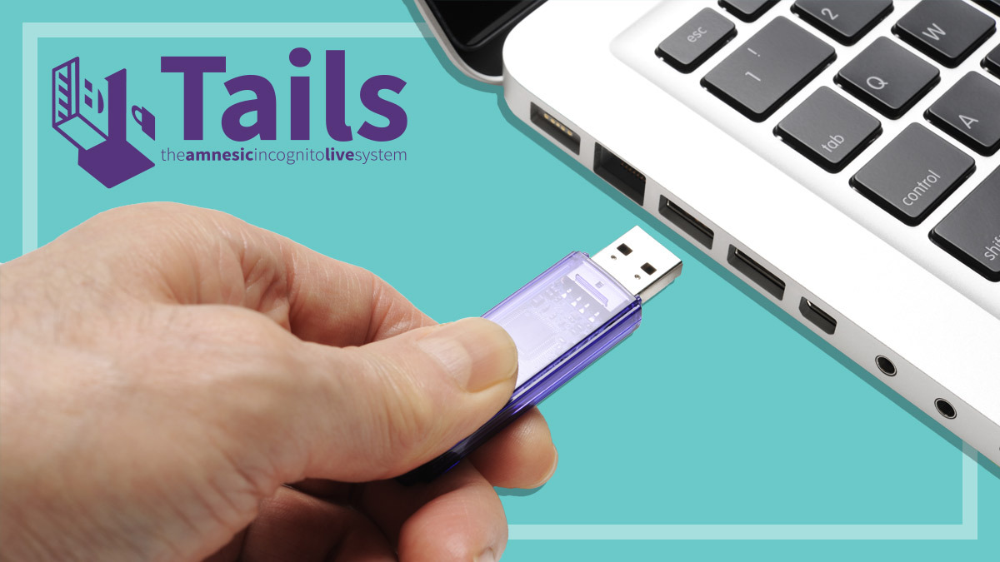 Tails
theamnesicincognitolivesystem
esc
!
1
2
Q
W
tab
A
control